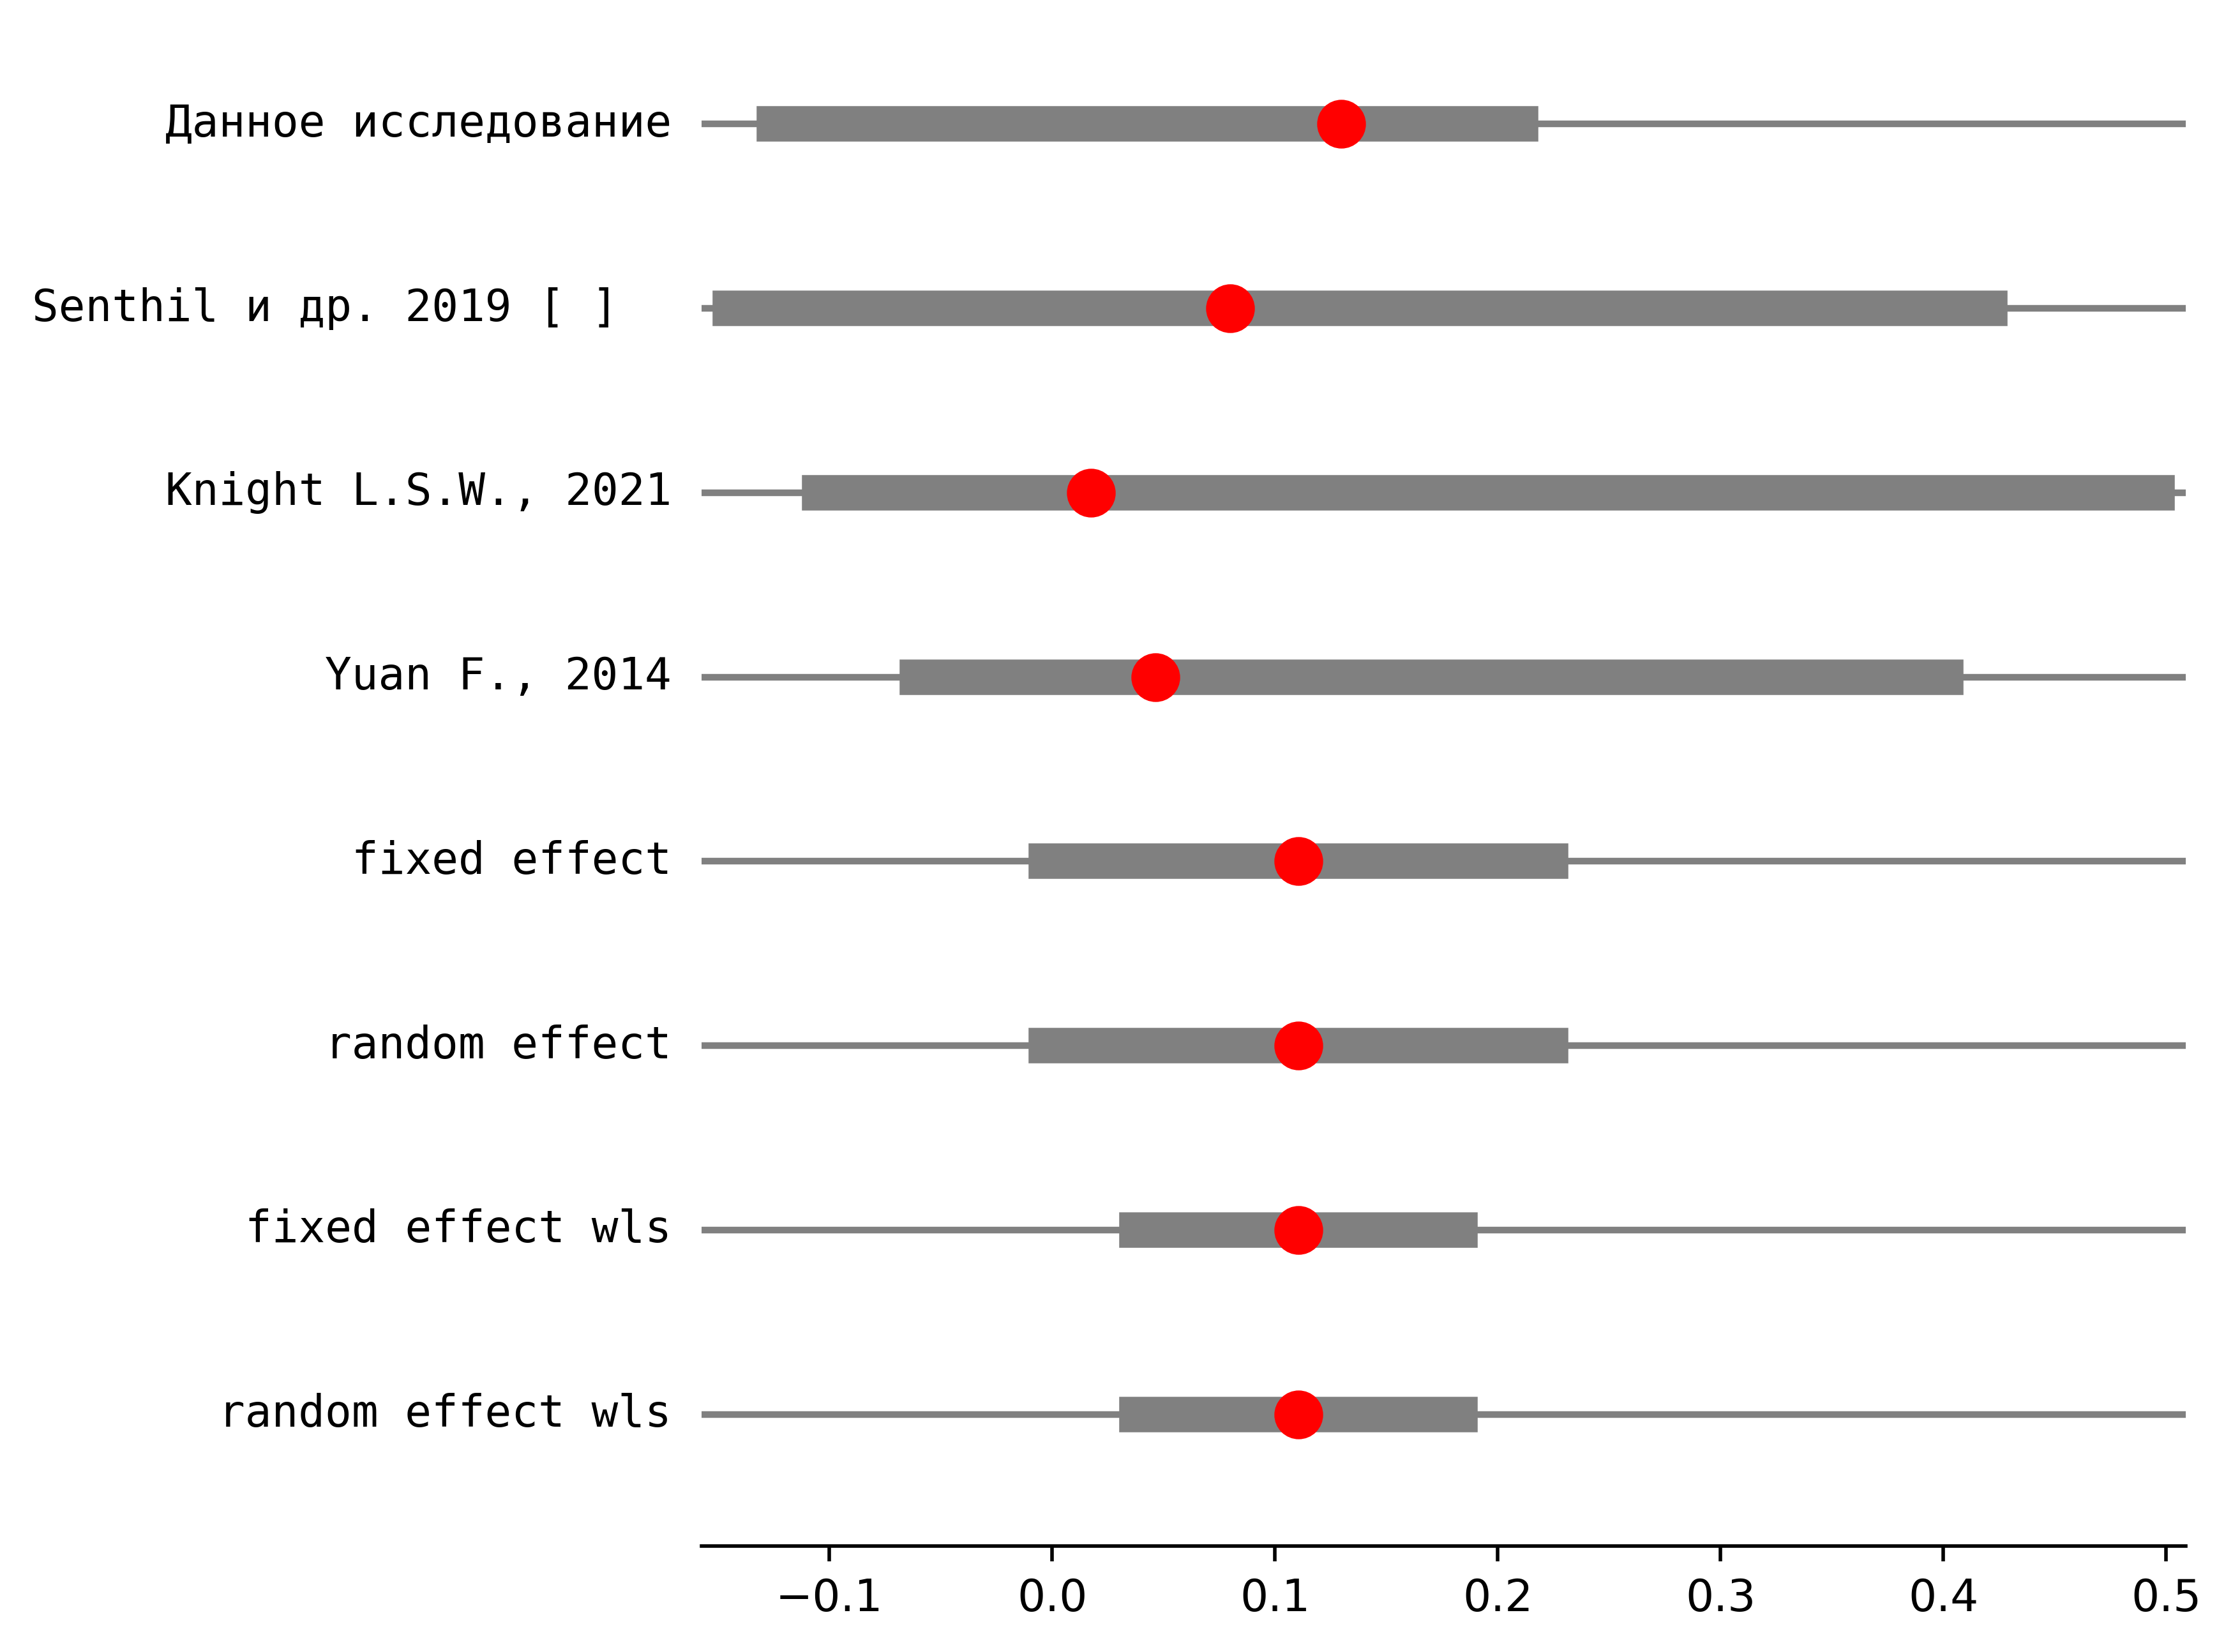 Данное исследование
Senthil и др. 2019 [ ]
Knight L.S.W., 2021
Yuan F., 2014
fixed effect
random effect
fixed effect wls
random effect wls
−0.1 0.0 0.1 0.2 0.3 0.4 0.5